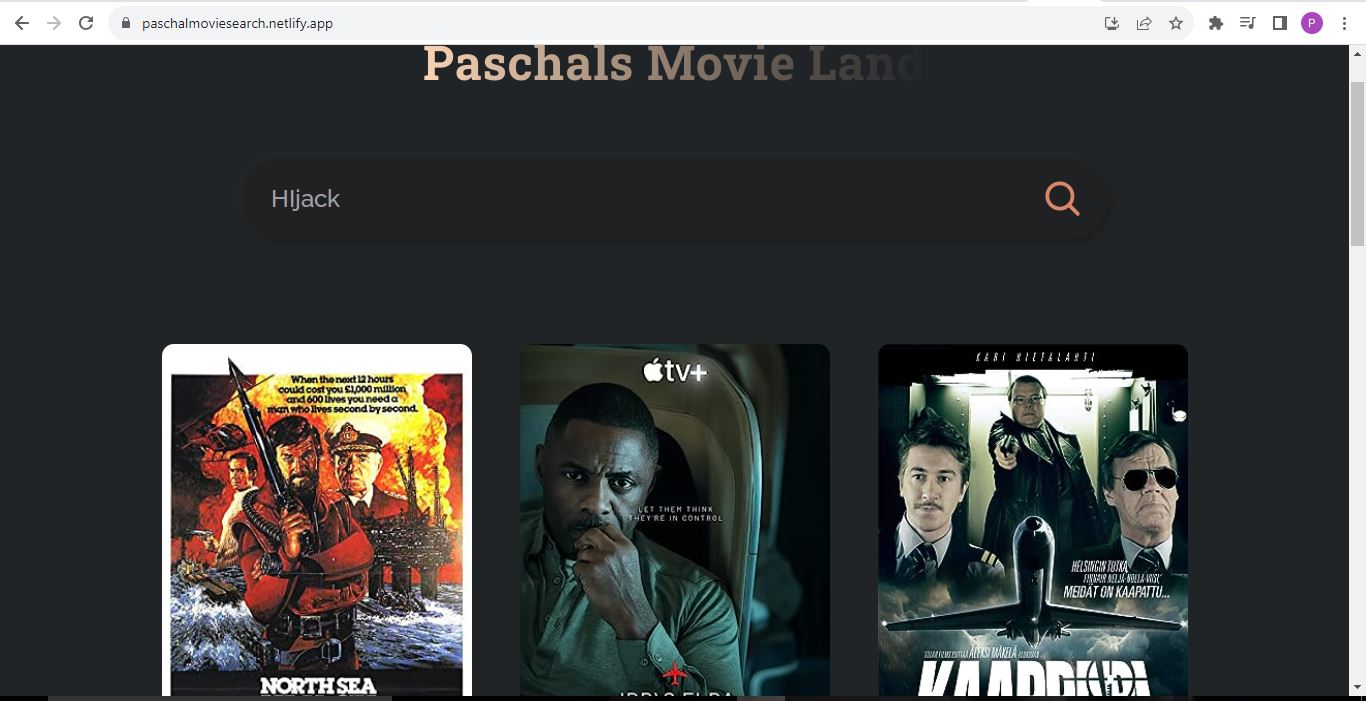 paschalmoviesearch.netlify.app
P
Paschals Movie Land
HIjack
When the next 12 hours
could cost you £1,000 million
and 600 lives you need a
man who lives second by second.
NORTH SEA
tv+
LET THEM THINK
THEY'RE IN CONTROL
IDRIS ELBA
KARI HIETALAHTI
HELSINGIN TUTKA,
FINNAIR NELJÄ-NOLLA-VIISI,
MEIDÄT ON KAAPATTU...
SOLAR FILMS ESITTÄÄ ALEKSI MÄKELÄ ELOKUVAN
KAAPPARI